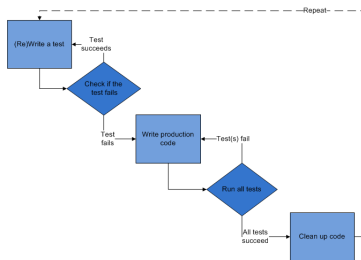 Repeat
(Re)Write a test
Test
succeeds
Check if the
test fails
Test
fails
Write production
code
Test(s) fail
Run all tests
All tests
succeed
Clean up code